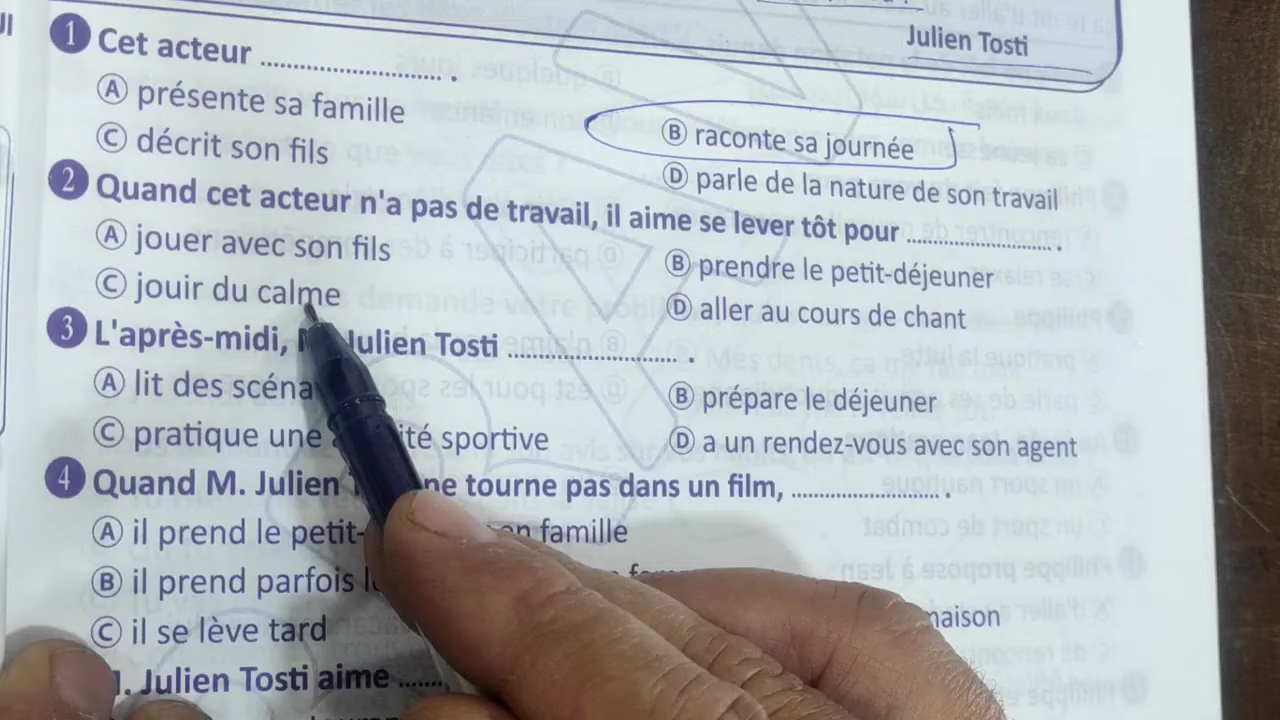 Julien Tosti
1 Cet acteur .............................. .
A présente sa famille
B raconte sa journée
C décrit son fils
D parle de la nature de son travail
2 Quand cet acteur n'a pas de travail, il aime se lever tôt pour .......................... .
A jouer avec son fils
B prendre le petit-déjeuner
C jouir du calme
D aller au cours de chant
3 L'après-midi, Julien Tosti ............................ .
A lit des
B prépare le déjeuner
C pratique une sportive
D a un rendez-vous avec son agent
4 Quand M. Julien ne tourne pas dans un film, ......................... .
A il prend le famille
B il prend parfois
C il se lève tard
maison
Julien Tosti aime .......